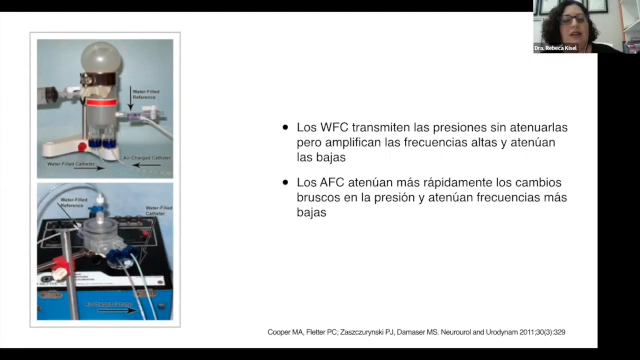 Dra. Rebeca Kisel
Water-Filled
Reference
Water-Filled Catheter
Air-Charged Catheter
Water-Filled
Reference
Water-Filled
Catheter
● Los WFC transmiten las presiones sin atenuarlas
pero amplifican las frecuencias altas y atenúan
las bajas
● Los AFC atenúan más rápidamente los cambios
bruscos en la presión y atenúan frecuencias más
bajas
Cooper MA, Fletter PC; Zaszczurynski PJ, Damaser MS. Neurourol and Urodynam 2011;30(3):329